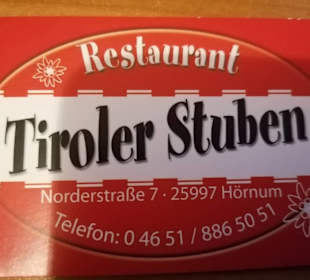 Restaurant
Tiroler Stuben
Norderstraße 7 · 25997 Hörnum
Telefon: 0 46 51 / 886 50 51